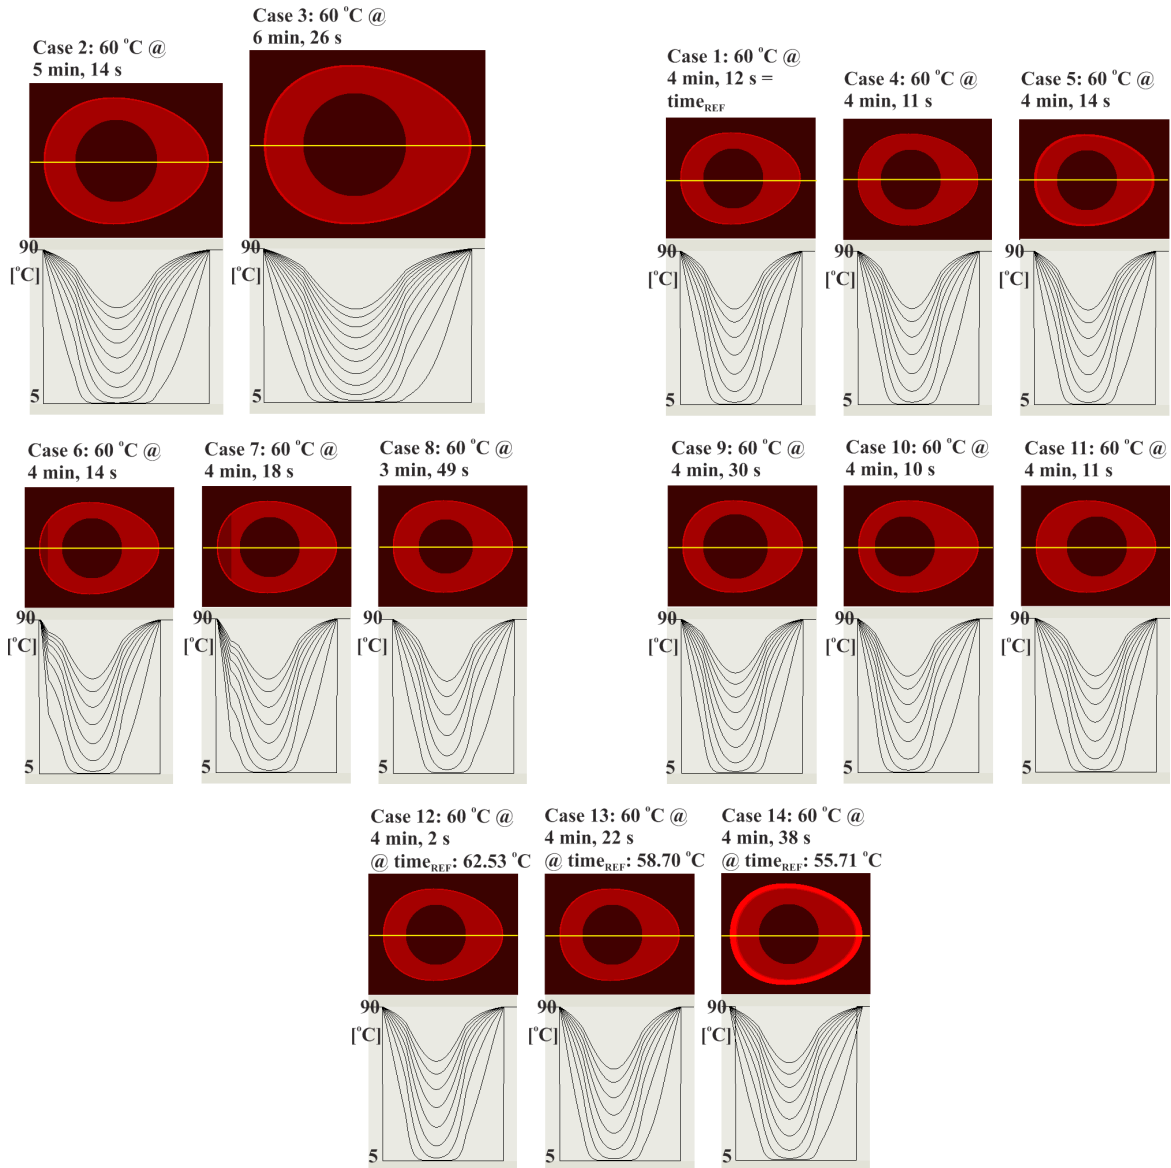 Case 2: 60 °C @
5 min, 14 s
Case 3: 60 °C @
6 min, 26 s
Case 1: 60 °C @
4 min, 12 s =
time_REF
Case 4: 60 °C @
4 min, 11 s
Case 5: 60 °C @
4 min, 14 s
90
[°C]
5
90
[°C]
5
90
[°C]
5
90
[°C]
5
90
[°C]
5
Case 6: 60 °C @
4 min, 14 s
Case 7: 60 °C @
4 min, 18 s
Case 8: 60 °C @
3 min, 49 s
Case 9: 60 °C @
4 min, 30 s
Case 10: 60 °C @
4 min, 10 s
Case 11: 60 °C @
4 min, 11 s
90
[°C]
5
90
[°C]
5
90
[°C]
5
90
[°C]
5
90
[°C]
5
90
[°C]
5
Case 12: 60 °C @
4 min, 2 s
@ time_REF: 62.53 °C
Case 13: 60 °C @
4 min, 22 s
@ time_REF: 58.70 °C
Case 14: 60 °C @
4 min, 38 s
@ time_REF: 55.71 °C
90
[°C]
5
90
[°C]
5
90
[°C]
5